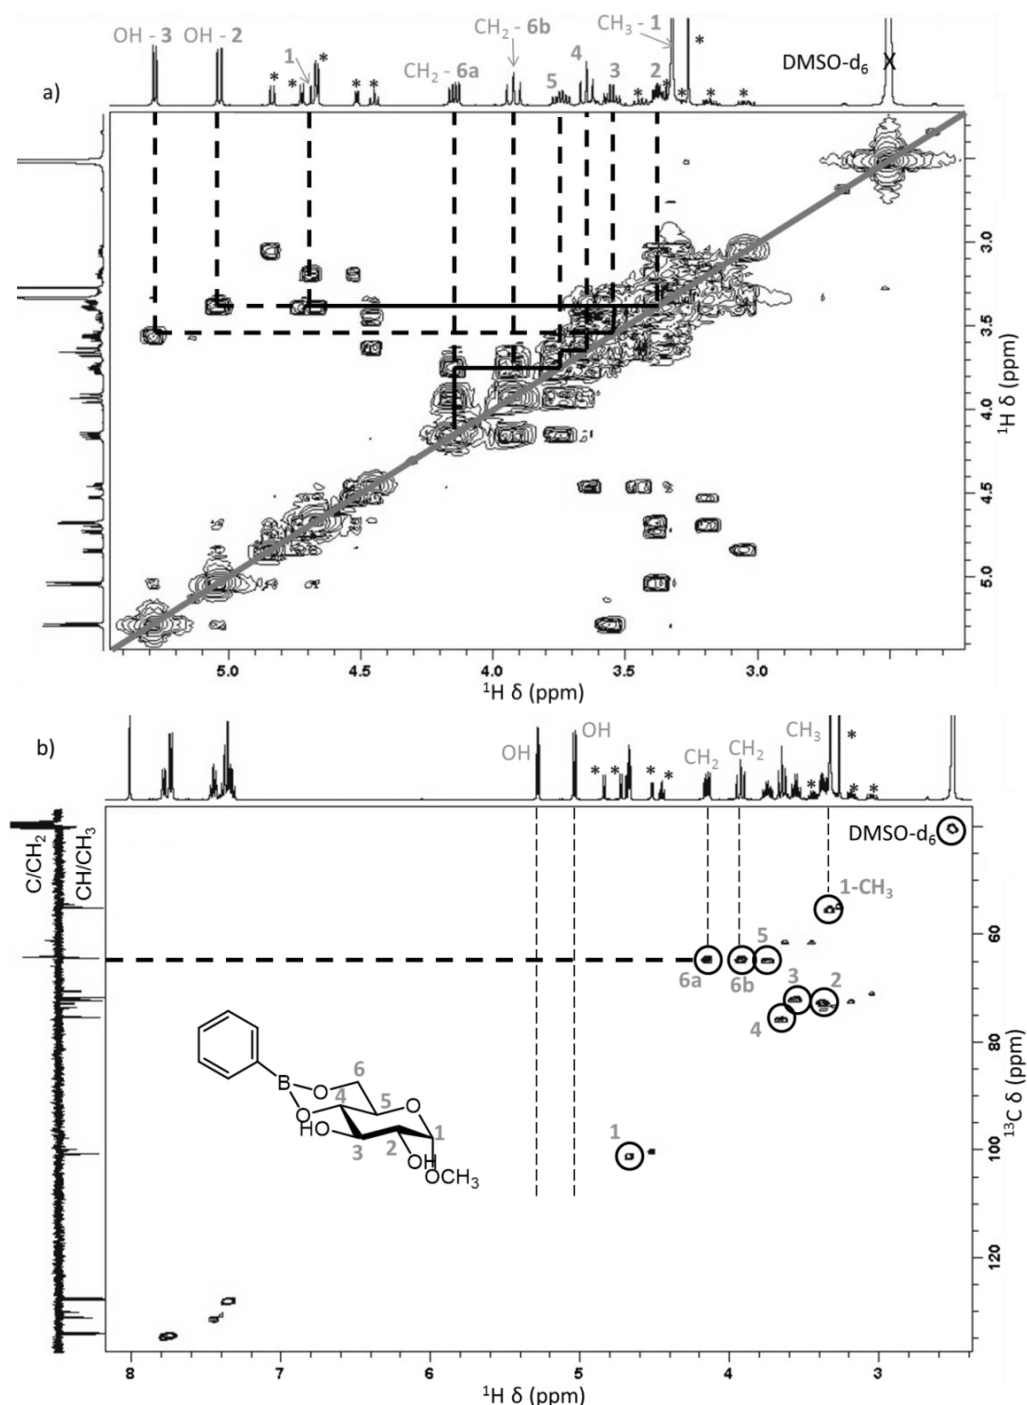 a)
OH - 3
OH - 2
1
*
*
*
*
*
CH₂ - 6a
CH₂ - 6b
5
4
3
CH₃ - 1
2
*
*
*
*
*
*
DMSO-d₆
X
3.0
3.5
4.0
4.5
5.0
¹H δ (ppm)
5.0
4.5
4.0
3.5
3.0
¹H δ (ppm)
b)
OH
OH
*
*
*
*
CH₂
CH₂
CH₃
*
*
*
*
C/CH₂
CH/CH₃
DMSO-d₆
1-CH₃
5
6a
6b
3
2
4
1
60
80
100
120
¹³C δ (ppm)
B
O
O
6
5
4
O
HO
3
2
1
OH
OCH₃
8
7
6
5
4
3
¹H δ (ppm)